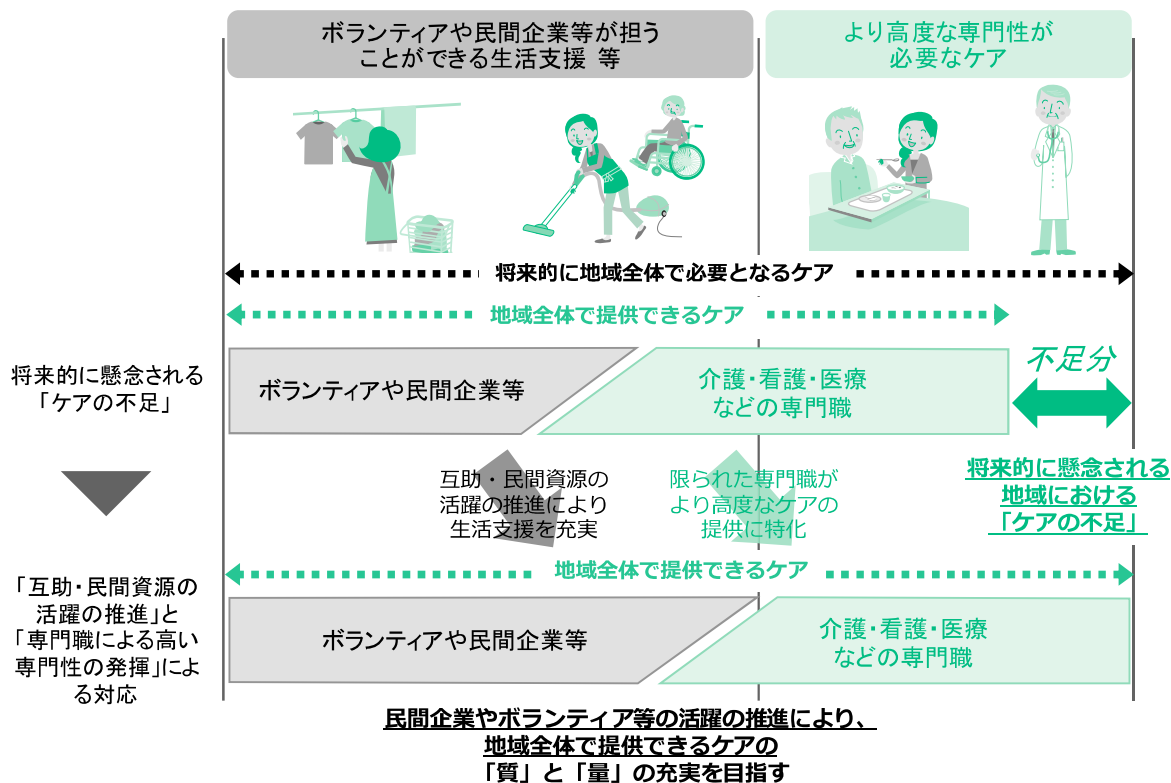 ボランティアや民間企業等が担う
ことができる生活支援 等
より高度な専門性が
必要なケア
将来的に地域全体で必要となるケア
地域全体で提供できるケア
将来的に懸念される
「ケアの不足」
ボランティアや民間企業等
介護・看護・医療
などの専門職
不足分
互助・民間資源の
活躍の推進により
生活支援を充実
限られた専門職が
より高度なケアの
提供に特化
将来的に懸念される
地域における
「ケアの不足」
地域全体で提供できるケア
「互助・民間資源の
活躍の推進」と
「専門職による高い
専門性の発揮」によ
る対応
ボランティアや民間企業等
介護・看護・医療
などの専門職
民間企業やボランティア等の活躍の推進により、
地域全体で提供できるケアの
「質」と「量」の充実を目指す